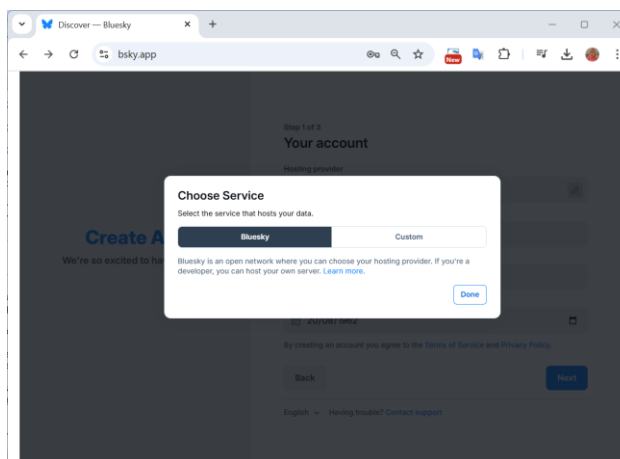 Discover — Bluesky
bsky.app
New
Step 1 of 3
Your account
Hosting provider
Choose Service
Select the service that hosts your data.
Bluesky
Custom
Bluesky is an open network where you can choose your hosting provider. If you're a
developer, you can host your own server. Learn more.
Done
Create A
We're so excited to ha
By creating an account you agree to the Terms of Service and Privacy Policy.
Back
Next
English
Having trouble? Contact support